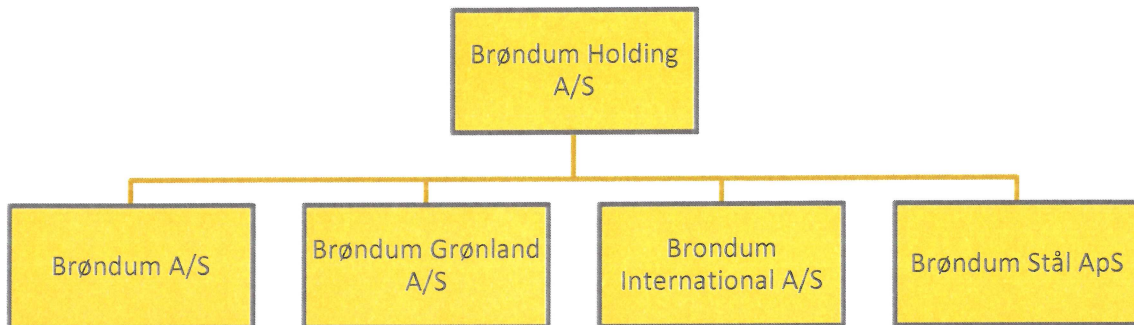 Brøndum Holding
A/S
Brøndum A/S
Brøndum Grønland
A/S
Brondum
International A/S
Brøndum Stål ApS